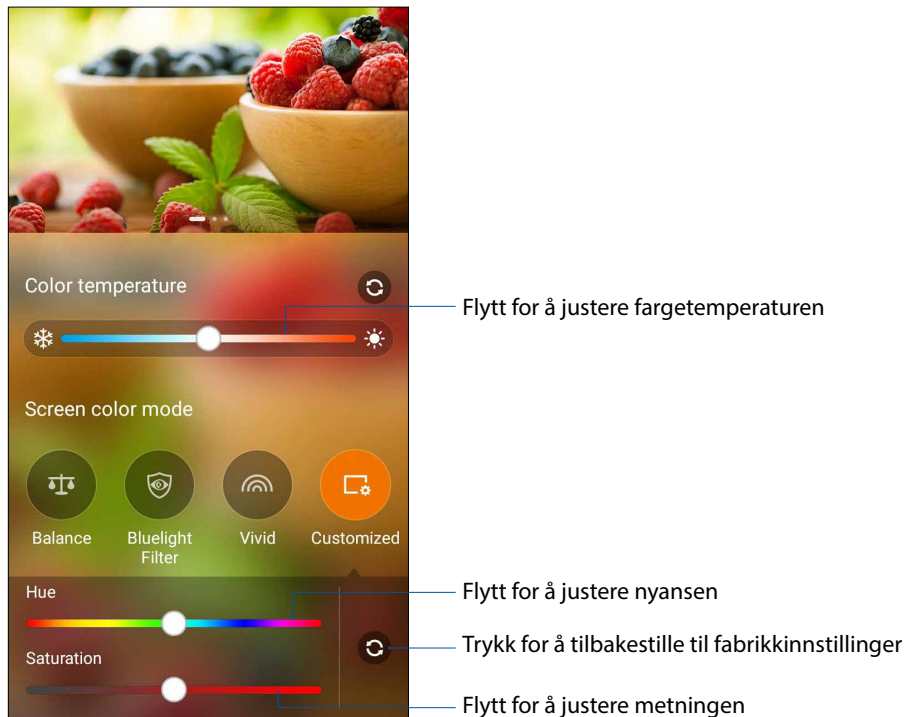 Color temperature
Flytt for å justere fargetemperaturen
Screen color mode
Balance
Bluelight
Filter
Vivid
Customized
Hue
Flytt for å justere nyansen
Trykk for å tilbakestille til fabrikkinnstillinger
Saturation
Flytt for å justere metningen